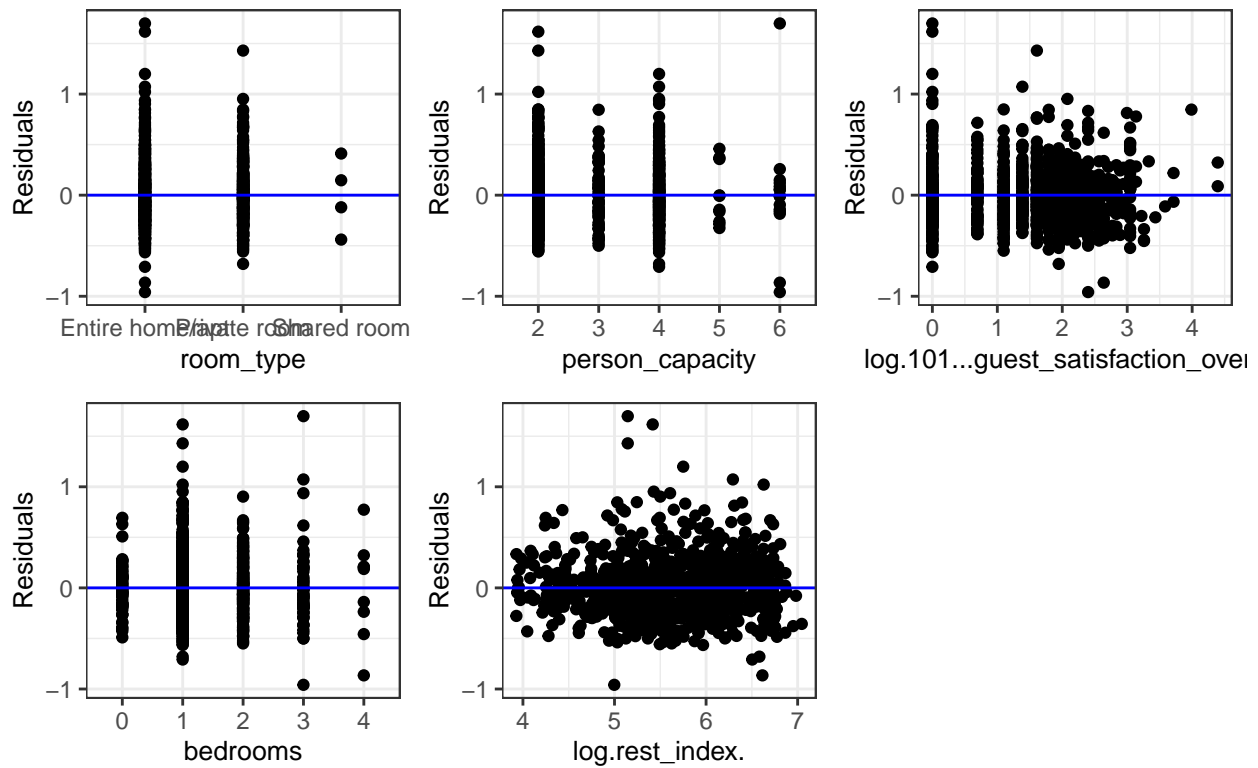 Residuals
1
0
−1
Entire home/apt Private room Shared room
room_type
Residuals
1
0
−1
2 3 4 5 6
person_capacity
Residuals
1
0
−1
0 1 2 3 4
log.101...guest_satisfaction_over
Residuals
1
0
−1
0 1 2 3 4
bedrooms
Residuals
1
0
−1
4 5 6 7
log.rest_index.